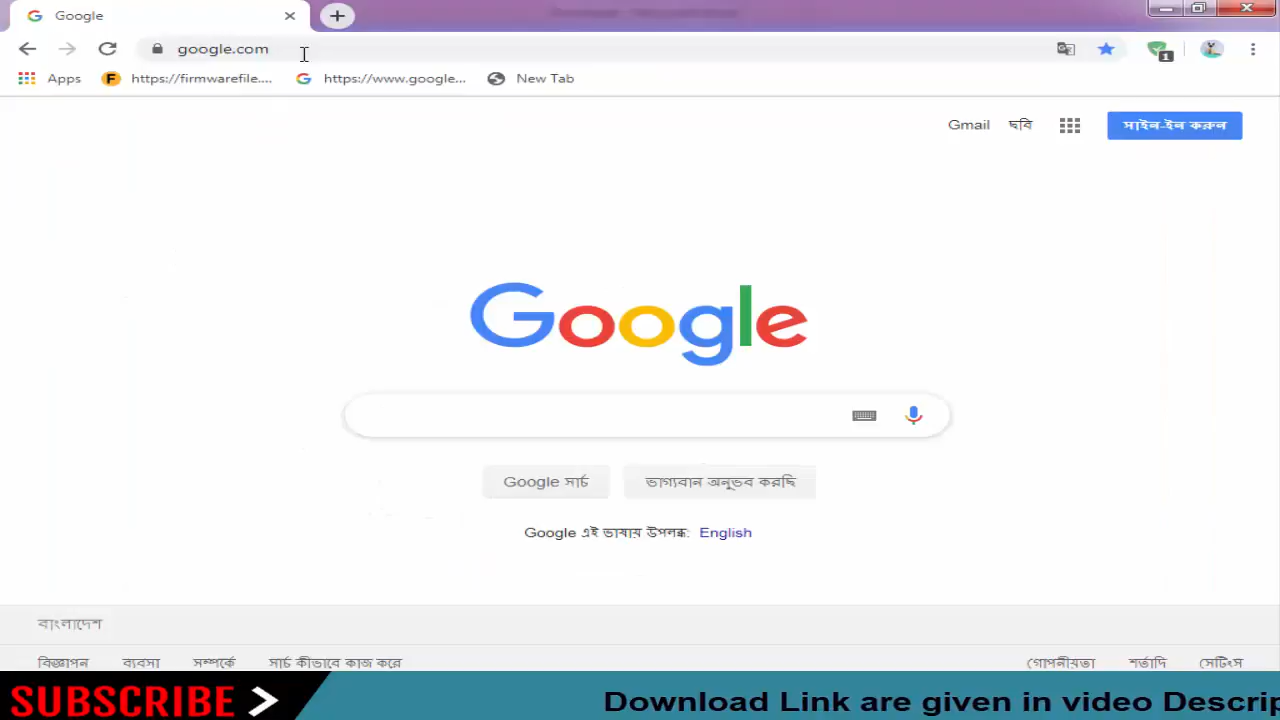 Google
google.com
Apps https://firmwarefile.... https://www.google... New Tab
Gmail ছবি সাইন-ইন করুন
Google
Google সার্চ ভাগ্যবান অনুভব করছি
Google এই ভাষায় উপলব্ধ: English
বাংলাদেশ
বিজ্ঞাপন ব্যবসা সম্পর্কে সার্চ কীভাবে কাজ করে গোপনীয়তা শর্তাদি সেটিংস
SUBSCRIBE Download Link are given in video Descrip